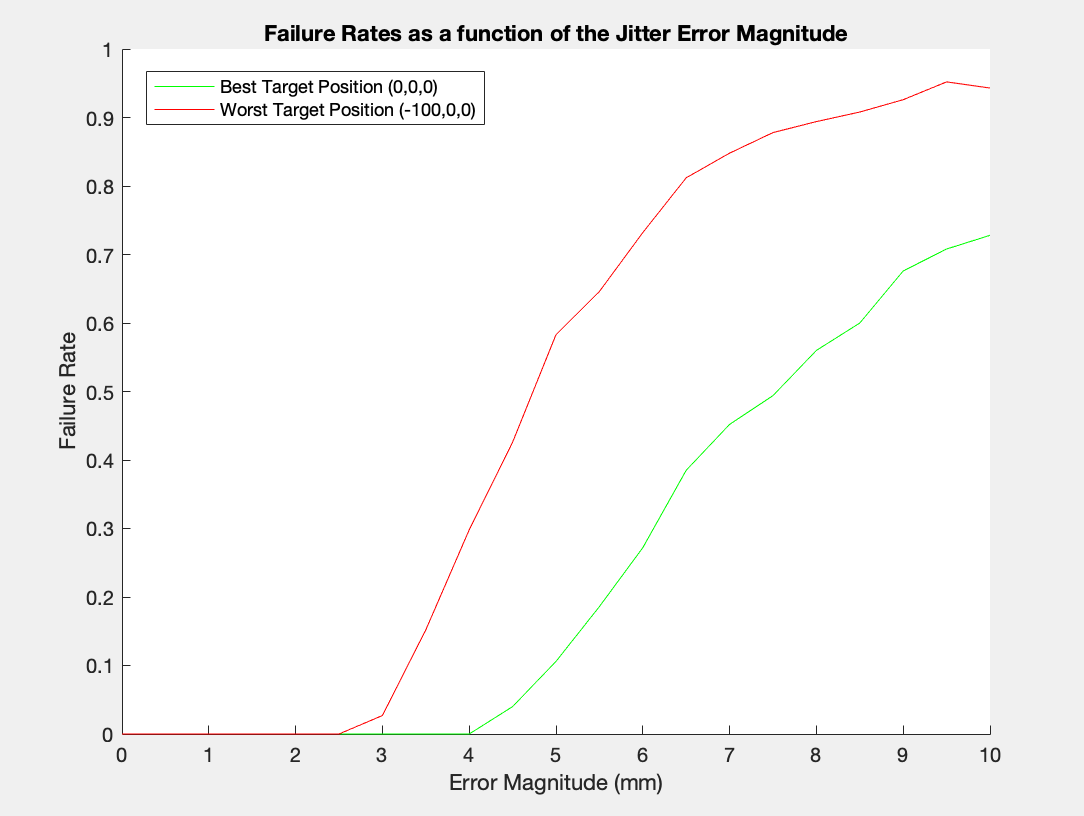 Failure Rates as a function of the Jitter Error Magnitude
Best Target Position (0,0,0)
Worst Target Position (-100,0,0)
1
0.9
0.8
0.7
0.6
0.5
0.4
0.3
0.2
0.1
0
Failure Rate
0 1 2 3 4 5 6 7 8 9 10
Error Magnitude (mm)